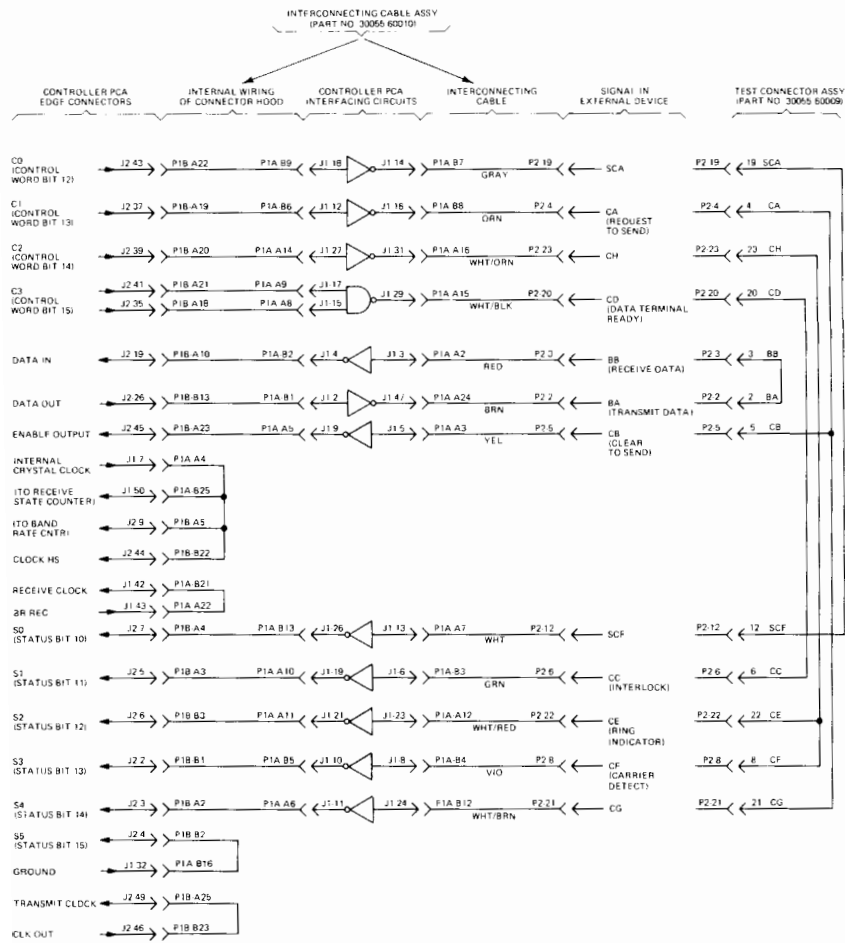 INTERCONNECTING CABLE ASSY
(PART NO 30055 60010)
CONTROLLER PCA
EDGE CONNECTORS
INTERNAL WIRING
OF CONNECTOR HOOD
CONTROLLER PCA
INTERFACING CIRCUITS
INTERCONNECTING
CABLE
SIGNAL IN
EXTERNAL DEVICE
TEST CONNECTOR ASSY
(PART NO 30055 60009)
C0
(CONTROL
WORD BIT 12)
J2 43 P1B A22 P1A B9 J1 18 J1 14 P1A B7 P2 19 SCA P2 19 19 SCA
GRAY
C1
(CONTROL
WORD BIT 13)
J2 37 P1B-A19 P1A B6 J1 12 J1 16 P1A B8 P2 4 CA P2-4 4 CA
ORN
(REQUEST
TO SEND)
C2
(CONTROL
WORD BIT 14)
J2 39 P1B A20 P1A A14 J1 27 J1 31 P1A A16 P2 23 CH P2-23 23 CH
WHT/ORN
C3
(CONTROL
WORD BIT 15)
J2 41 P1B A21 P1A A9 J1-17
J2 35 P1B A18 P1A A8 J1-15
J1 29 P1A A15 P2-20 CD P2 20 20 CD
WHT/BLK
(DATA TERMINAL
READY)
DATA IN J2 19 P1B-A10 P1A-B2 J1 4 J1 3 P1A A2 P2 3 BB P2 3 3 BB
RED
(RECEIVE DATA)
DATA OUT J2-26 P1B-B13 P1A B1 J1 2 J1 47 P1A A24 P2 2 BA P2 2 2 BA
BRN
(TRANSMIT DATA)
ENABLE OUTPUT J2 45 P1B-A23 P1A A5 J1 9 J1 5 P1A A3 P2-5 CB P2-5 5 CB
YEL
(CLEAR
TO SEND)
INTERNAL
CRYSTAL CLOCK
J1 7 P1A A4
(TO RECEIVE
STATE COUNTER)
J1 50 P1A-B25
(TO BAND
RATE CNTR)
J2 9 P1B A5
CLOCK HS J2 44 P1B-B22
RECEIVE CLOCK J1 42 P1A-B21
BR REC J1 43 P1A A22
S0
(STATUS BIT 10)
J2 7 P1B-A4 P1A B13 J1-26 J1 13 P1A A7 P2-12 SCF P2-12 12 SCF
WHT
S1
(STATUS BIT 11)
J2 5 P1B A3 P1A A10 J1-19 J1-6 P1A B3 P2 6 CC P2 6 6 CC
GRN
(INTERLOCK)
S2
(STATUS BIT 12)
J2 6 P1B B3 P1A A11 J1 21 J1-23 P1A A12 P2 22 CE P2-22 22 CE
WHT/RED
(RING
INDICATOR)
S3
(STATUS BIT 13)
J2 2 P1B-B1 P1A B5 J1 10 J1-8 P1A-B4 P2 8 CF P2 8 8 CF
VIO
(CARRIER
DETECT)
S4
(STATUS BIT 14)
J2 3 P1B A2 P1A A6 J1-11 J1 24 P1A B12 P2 21 CG P2-21 21 CG
WHT/BRN
S5
(STATUS BIT 15)
J2 4 P1B B2
GROUND J1 32 P1A B16
TRANSMIT CLOCK J2 49 P1B-A25
CLK OUT J2 46 P1B B23